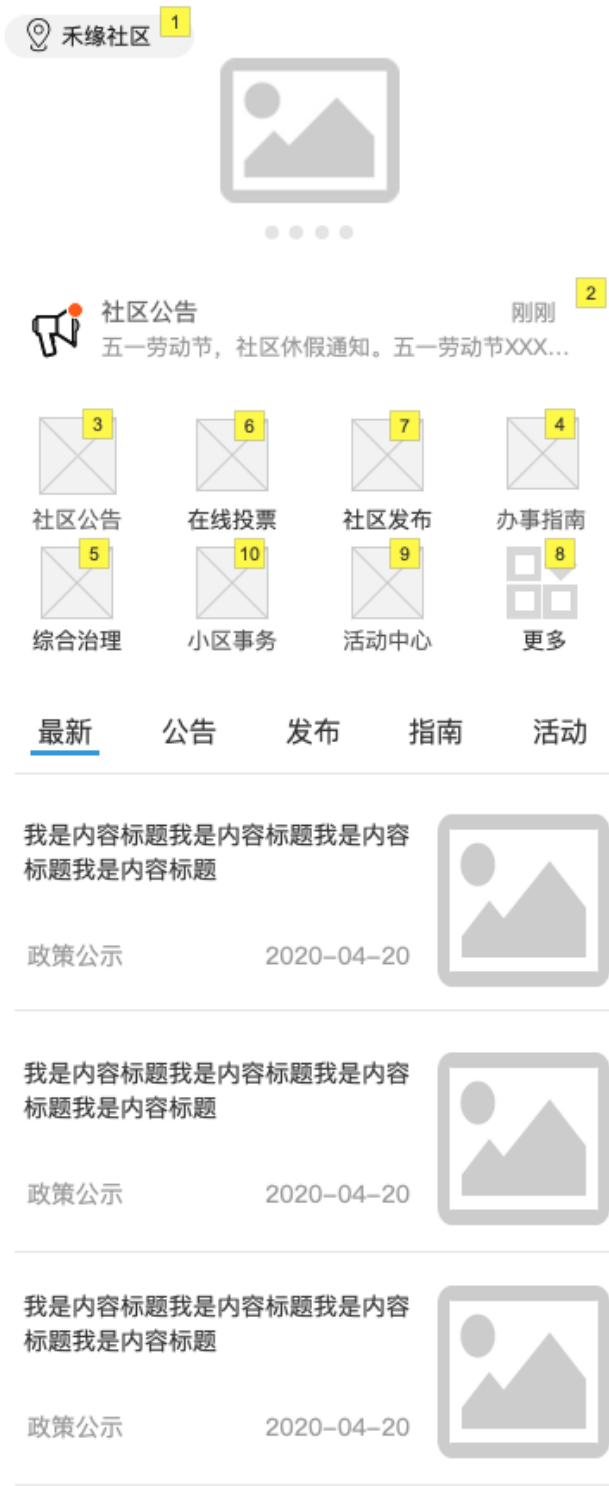 禾缘社区 1
社区公告 刚刚 2
五一劳动节，社区休假通知。五一劳动节XXX...
3 6 7 4
社区公告 在线投票 社区发布 办事指南
5 10 9 8
综合治理 小区事务 活动中心 更多
最新 公告 发布 指南 活动
我是内容标题我是内容标题我是内容
标题我是内容标题
政策公示 2020-04-20
我是内容标题我是内容标题我是内容
标题我是内容标题
政策公示 2020-04-20
我是内容标题我是内容标题我是内容
标题我是内容标题
政策公示 2020-04-20